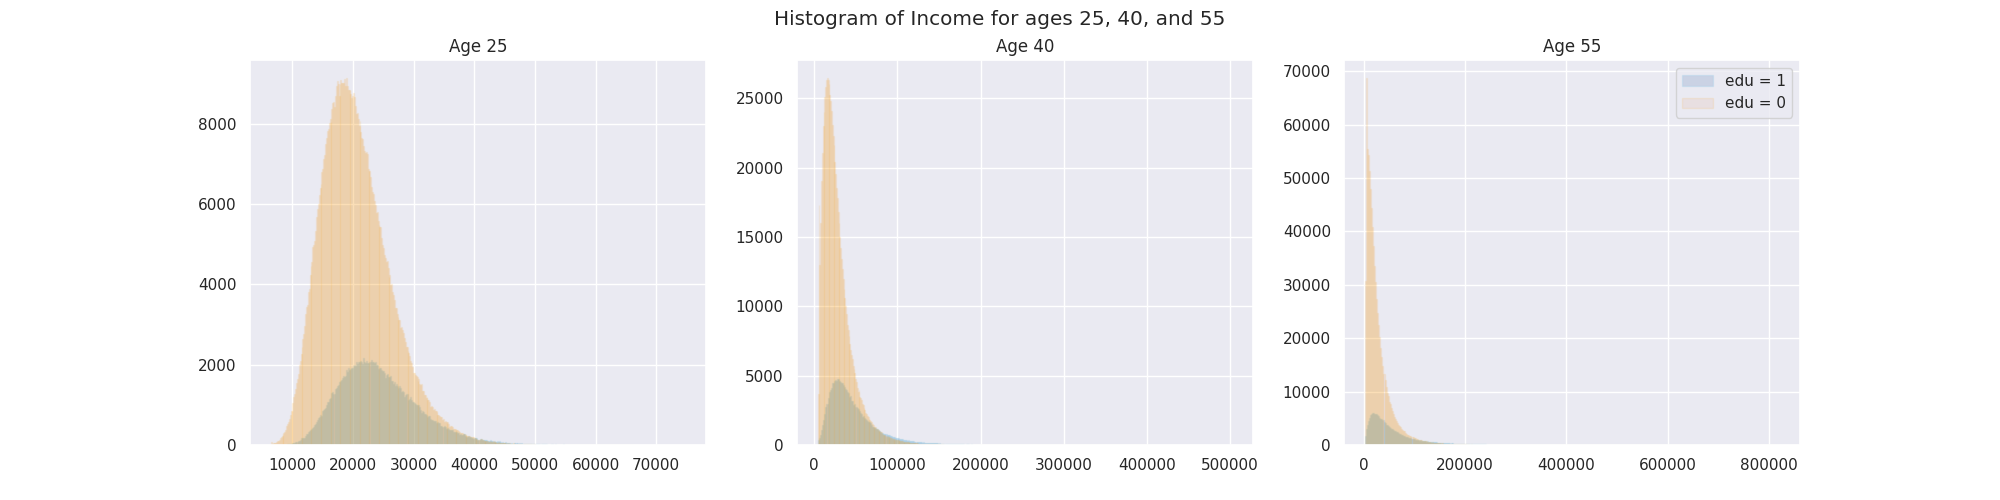 Histogram of Income for ages 25, 40, and 55
Age 25
8000
6000
4000
2000
0
10000 20000 30000 40000 50000 60000 70000
Age 40
25000
20000
15000
10000
5000
0
0 100000 200000 300000 400000 500000
Age 55
70000
60000
50000
40000
30000
20000
10000
0
0 200000 400000 600000 800000
edu = 1
edu = 0